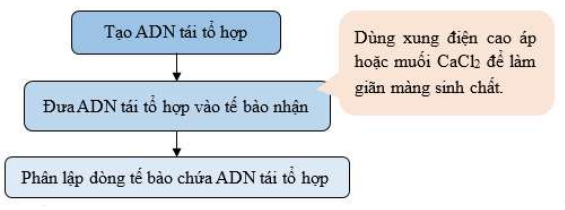 Tạo ADN tái tổ hợp
Dùng xung điện cao áp
hoặc muối CaCl₂ để làm
giãn màng sinh chất.
Đưa ADN tái tổ hợp vào tế bào nhận
Phân lập dòng tế bào chứa ADN tái tổ hợp